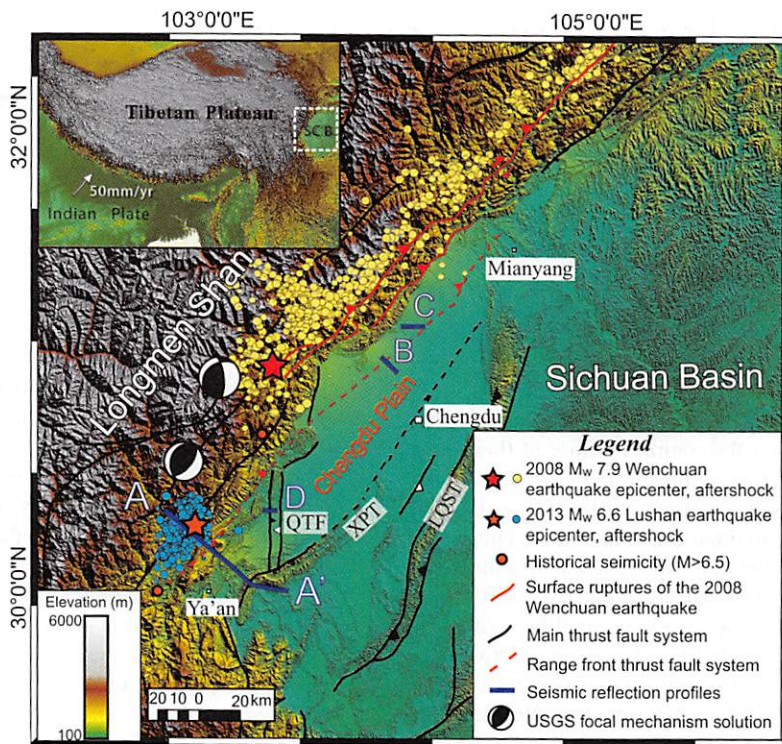 103°0'0"E
105°0'0"E
Tibetan Plateau
SCB
50mm/yr
Indian Plate
32°0'0"N
Mianyang
Longmen Shan
C
B
Sichuan Basin
Chengdu Plain
Chengdu
A
D
QTF
XPT
LQST
A'
30°0'0"N
Ya'an
Elevation (m)
6000
100
20 10 0 20 km
Legend
2008 Mw 7.9 Wenchuan
earthquake epicenter, aftershock
2013 Mw 6.6 Lushan earthquake
epicenter, aftershock
Historical seimicity (M>6.5)
Surface ruptures of the 2008
Wenchuan earthquake
Main thrust fault system
Range front thrust fault system
Seismic reflection profiles
USGS focal mechanism solution